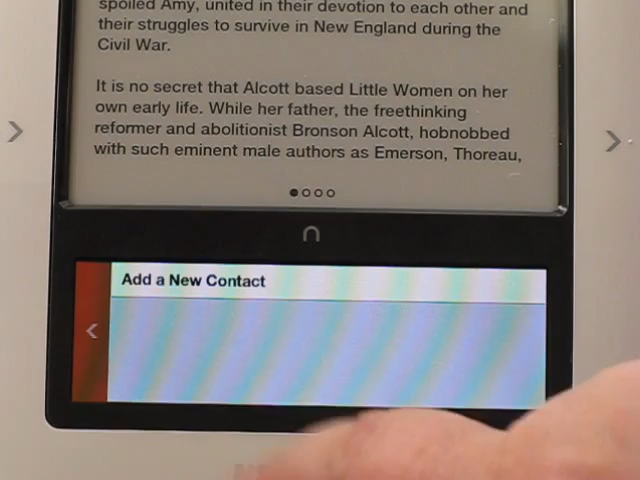 spoiled Amy, united in their devotion to each other and
their struggles to survive in New England during the
Civil War.
It is no secret that Alcott based Little Women on her
own early life. While her father, the freethinking
reformer and abolitionist Bronson Alcott, hobnobbed
with such eminent male authors as Emerson, Thoreau,
Add a New Contact